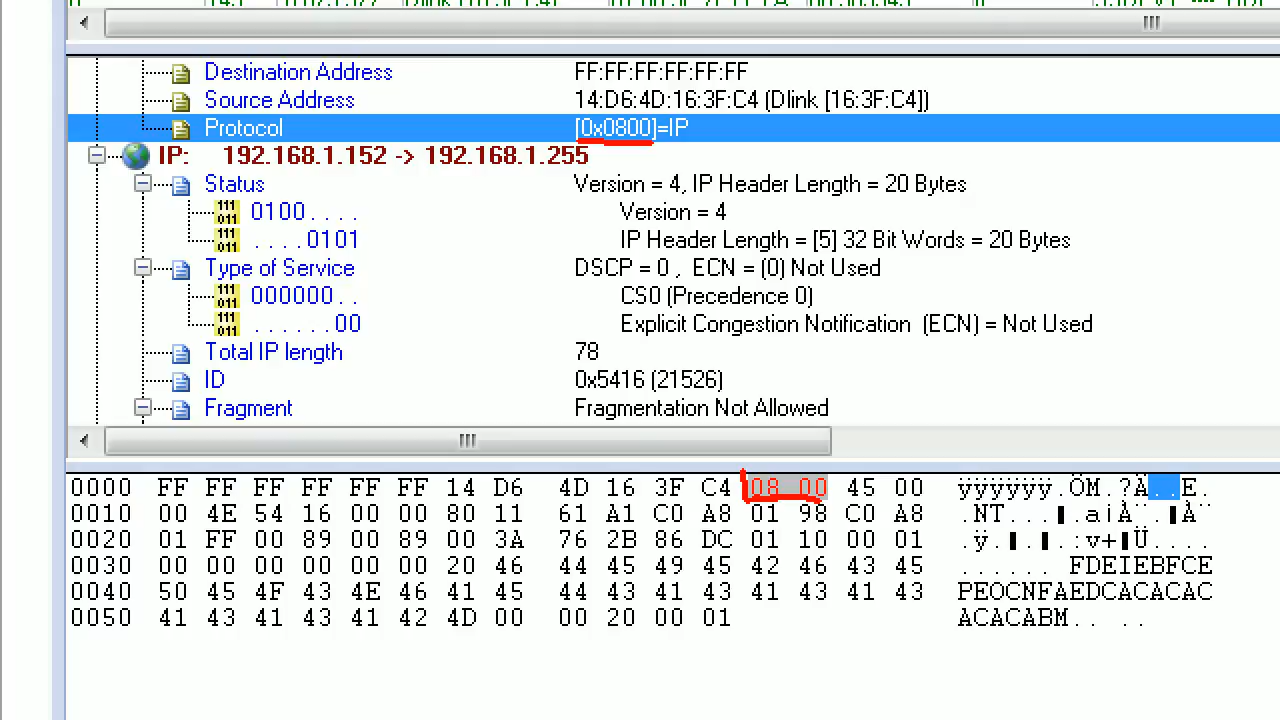 Destination Address FF:FF:FF:FF:FF:FF
Source Address 14:D6:4D:16:3F:C4 (Dlink [16:3F:C4])
Protocol [0x0800]=IP
IP: 192.168.1.152 -> 192.168.1.255
Status Version = 4, IP Header Length = 20 Bytes
0100.... Version = 4
....0101 IP Header Length = [5] 32 Bit Words = 20 Bytes
Type of Service DSCP = 0 , ECN = (0) Not Used
000000.. CS0 (Precedence 0)
......00 Explicit Congestion Notification (ECN) = Not Used
Total IP length 78
ID 0x5416 (21526)
Fragment Fragmentation Not Allowed
0000 FF FF FF FF FF FF 14 D6 4D 16 3F C4 08 00 45 00 ÿÿÿÿÿÿ.ÖM.?Ä..E.
0010 00 4E 54 16 00 00 80 11 61 A1 C0 A8 01 98 C0 A8 .NT...▮.a¡À¨.▮À¨
0020 01 FF 00 89 00 89 00 3A 76 2B 86 DC 01 10 00 01 .ÿ.▮.▮.:v+▮Ü....
0030 00 00 00 00 00 00 20 46 44 45 49 45 42 46 43 45 ...... FDEIEBFCE
0040 50 45 4F 43 4E 46 41 45 44 43 41 43 41 43 41 43 PEOCNFAEDCACACAC
0050 41 43 41 43 41 42 4D 00 00 20 00 01 ACACABM.. ..